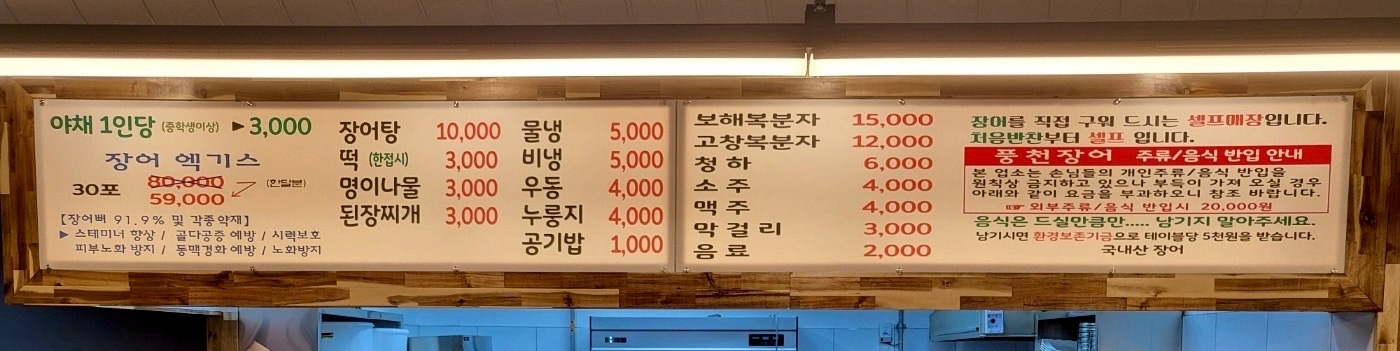 야채 1인당 (중학생이상) ▶3,000
장어 엑기스
30포 80,000 (한달분)
59,000
[장어뼈 91.9% 및 각종약재]
▶ 스테미너 향상 / 골다공증 예방 / 시력보호
피부노화 방지 / 동맥경화 예방 / 노화방지
장어탕 10,000
떡 (한접시) 3,000
명이나물 3,000
된장찌개 3,000
물냉 5,000
비냉 5,000
우동 4,000
누룽지 4,000
공기밥 1,000
보해복분자 15,000
고창복분자 12,000
청하 6,000
소주 4,000
맥주 4,000
막걸리 3,000
음료 2,000
장어를 직접 구워 드시는 셀프매장입니다.
처음반찬부터 셀프 입니다.
풍천장어 주류/음식 반입 안내
본 업소는 손님들의 개인주류/음식 반입을
원칙상 금지하고 있으나 부득이 가져 오실 경우
아래와 같이 요금을 부과하오니 참조 바랍니다.
☞ 외부주류/음식 반입시 20,000원
음식은 드실만큼만..... 남기지 말아주세요.
남기시면 환경보존기금으로 테이블당 5천원을 받습니다.
국내산 장어